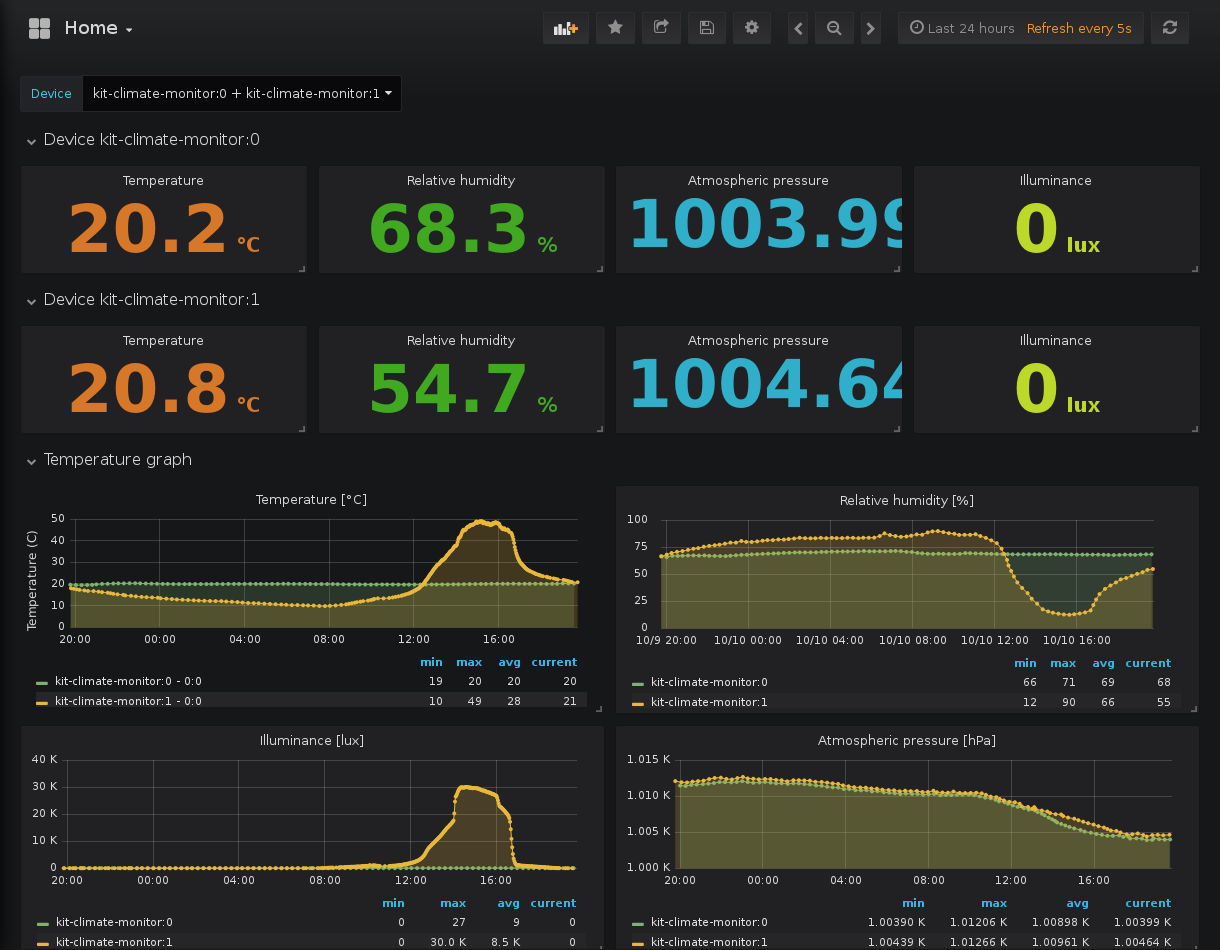 Home
Last 24 hours Refresh every 5s
Device kit-climate-monitor:0 + kit-climate-monitor:1
Device kit-climate-monitor:0
Temperature Relative humidity Atmospheric pressure Illuminance
20.2 °C 68.3 % 1003.99 0 lux
Device kit-climate-monitor:1
Temperature Relative humidity Atmospheric pressure Illuminance
20.8 °C 54.7 % 1004.64 0 lux
Temperature graph
Temperature [°C]
Temperature (C)
50
40
30
20
10
0
20:00 00:00 04:00 08:00 12:00 16:00
min max avg current
kit-climate-monitor:0 - 0:0 19 20 20 20
kit-climate-monitor:1 - 0:0 10 49 28 21
Relative humidity [%]
100
75
50
25
0
10/9 20:00 10/10 00:00 10/10 04:00 10/10 08:00 10/10 12:00 10/10 16:00
min max avg current
kit-climate-monitor:0 66 71 69 68
kit-climate-monitor:1 12 90 66 55
Illuminance [lux]
40 K
30 K
20 K
10 K
0
20:00 00:00 04:00 08:00 12:00 16:00
min max avg current
kit-climate-monitor:0 0 27 9 0
kit-climate-monitor:1 0 30.0 K 8.5 K 0
Atmospheric pressure [hPa]
1.015 K
1.010 K
1.005 K
1.000 K
20:00 00:00 04:00 08:00 12:00 16:00
min max avg current
kit-climate-monitor:0 1.00390 K 1.01206 K 1.00898 K 1.00399 K
kit-climate-monitor:1 1.00439 K 1.01266 K 1.00961 K 1.00464 K